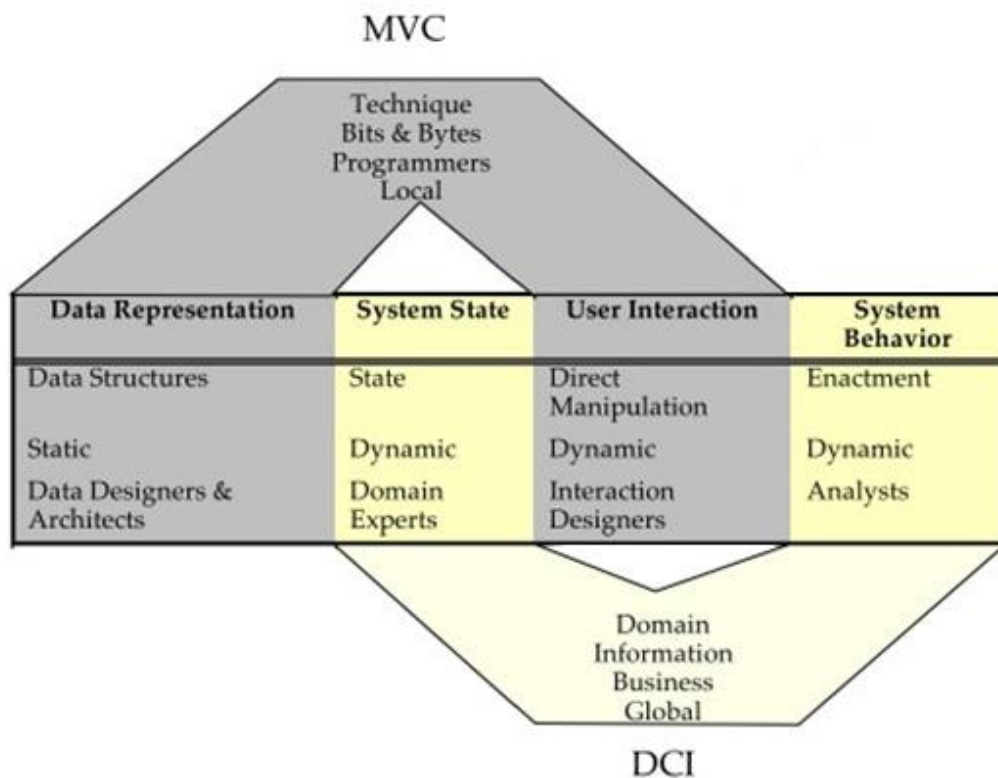 MVC
Technique
Bits & Bytes
Programmers
Local
Data Representation
System State
User Interaction
System
Behavior
Data Structures
State
Direct
Manipulation
Enactment
Static
Dynamic
Dynamic
Dynamic
Data Designers &
Architects
Domain
Experts
Interaction
Designers
Analysts
Domain
Information
Business
Global
DCI